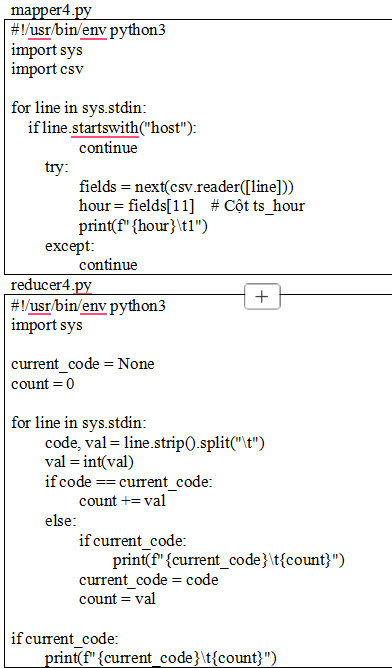 mapper4.py
#!/usr/bin/env python3
import sys
import csv

for line in sys.stdin:
    if line.startswith("host"):
            continue
        try:
            fields = next(csv.reader([line]))
            hour = fields[11]    # Cột ts_hour
            print(f"{hour}\t1")
        except:
            continue
reducer4.py
#!/usr/bin/env python3
import sys

current_code = None
count = 0

for line in sys.stdin:
        code, val = line.strip().split("\t")
        val = int(val)
        if code == current_code:
            count += val
        else:
            if current_code:
                print(f"{current_code}\t{count}")
            current_code = code
            count = val

if current_code:
        print(f"{current_code}\t{count}")